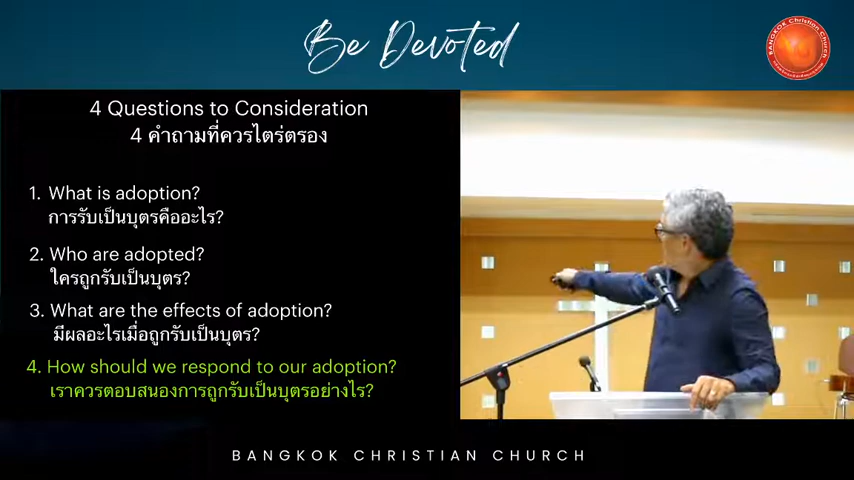 Be Devoted
BANGKOK Christian Church
4 Questions to Consideration
4 คำถามที่ควรไตร่ตรอง
1. What is adoption?
การรับเป็นบุตรคืออะไร?
2. Who are adopted?
ใครถูกรับเป็นบุตร?
3. What are the effects of adoption?
มีผลอะไรเมื่อถูกรับเป็นบุตร?
4. How should we respond to our adoption?
เราควรตอบสนองการถูกรับเป็นบุตรอย่างไร?
BANGKOK CHRISTIAN CHURCH